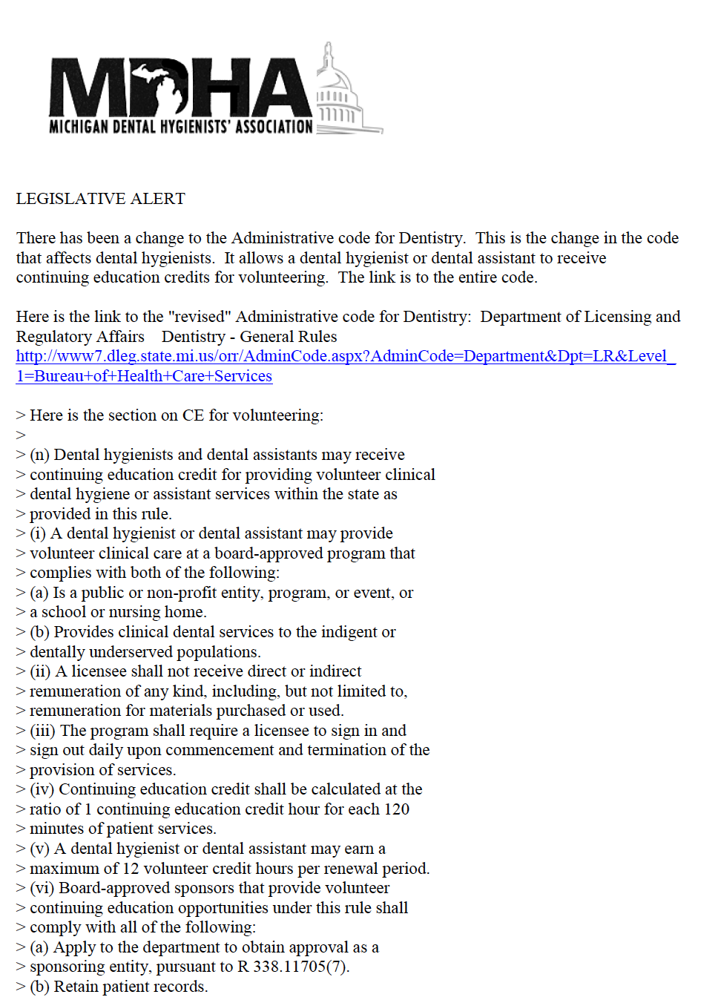 MDHA
MICHIGAN DENTAL HYGIENISTS' ASSOCIATION
LEGISLATIVE ALERT
There has been a change to the Administrative code for Dentistry.  This is the change in the code
that affects dental hygienists.  It allows a dental hygienist or dental assistant to receive
continuing education credits for volunteering.  The link is to the entire code.
Here is the link to the "revised" Administrative code for Dentistry:  Department of Licensing and
Regulatory Affairs    Dentistry - General Rules
http://www7.dleg.state.mi.us/orr/AdminCode.aspx?AdminCode=Department&Dpt=LR&Level_
1=Bureau+of+Health+Care+Services
> Here is the section on CE for volunteering:
>
> (n) Dental hygienists and dental assistants may receive
> continuing education credit for providing volunteer clinical
> dental hygiene or assistant services within the state as
> provided in this rule.
> (i) A dental hygienist or dental assistant may provide
> volunteer clinical care at a board-approved program that
> complies with both of the following:
> (a) Is a public or non-profit entity, program, or event, or
> a school or nursing home.
> (b) Provides clinical dental services to the indigent or
> dentally underserved populations.
> (ii) A licensee shall not receive direct or indirect
> remuneration of any kind, including, but not limited to,
> remuneration for materials purchased or used.
> (iii) The program shall require a licensee to sign in and
> sign out daily upon commencement and termination of the
> provision of services.
> (iv) Continuing education credit shall be calculated at the
> ratio of 1 continuing education credit hour for each 120
> minutes of patient services.
> (v) A dental hygienist or dental assistant may earn a
> maximum of 12 volunteer credit hours per renewal period.
> (vi) Board-approved sponsors that provide volunteer
> continuing education opportunities under this rule shall
> comply with all of the following:
> (a) Apply to the department to obtain approval as a
> sponsoring entity, pursuant to R 338.11705(7).
> (b) Retain patient records.